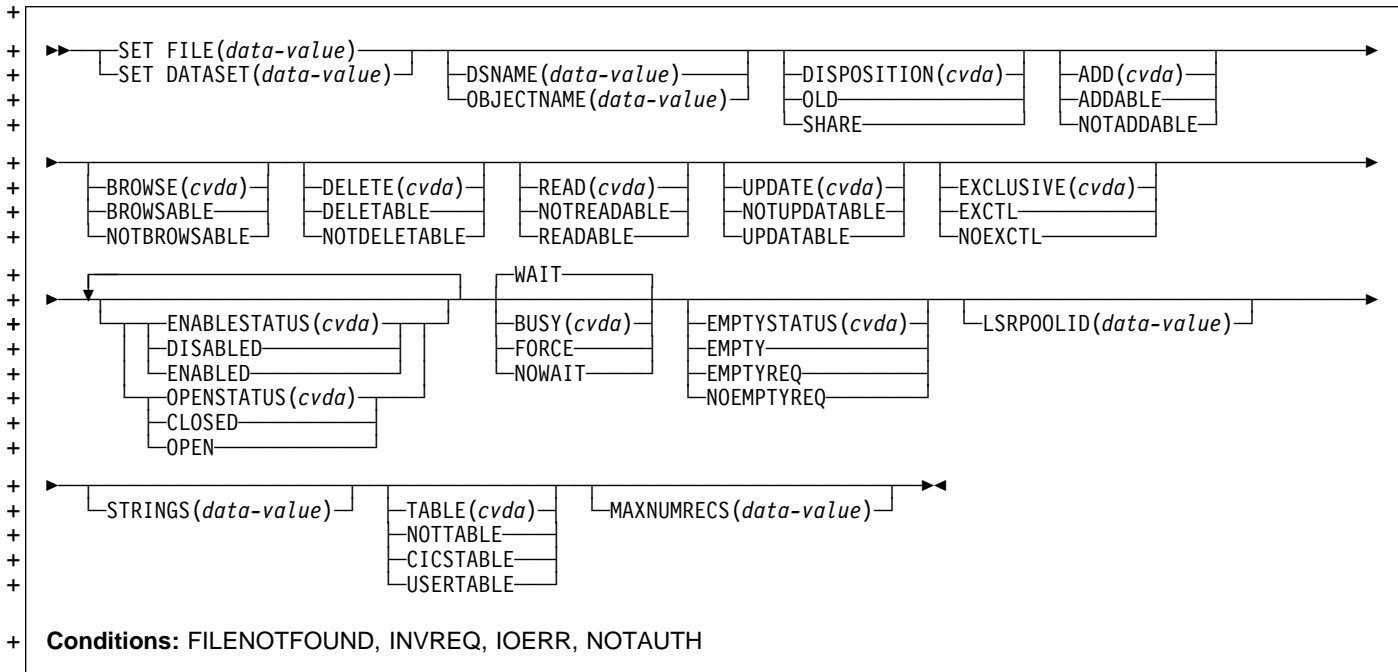 +
+ SET FILE(data-value)
+ SET DATASET(data-value) DSNAME(data-value) DISPOSITION(cvda) ADD(cvda)
+ OBJECTNAME(data-value) OLD ADDABLE
+ SHARE NOTADDABLE
+
+ BROWSE(cvda) DELETE(cvda) READ(cvda) UPDATE(cvda) EXCLUSIVE(cvda)
+ BROWSABLE DELETABLE NOTREADABLE NOTUPDATABLE EXCTL
+ NOTBROWSABLE NOTDELETABLE READABLE UPDATABLE NOEXCTL
+ WAIT
+
+ ENABLESTATUS(cvda) BUSY(cvda) EMPTYSTATUS(cvda) LSRPOOLID(data-value)
+ DISABLED FORCE EMPTY
+ ENABLED NOWAIT EMPTYREQ
+ OPENSTATUS(cvda) NOEMPTYREQ
+ CLOSED
+ OPEN
+
+ STRINGS(data-value) TABLE(cvda) MAXNUMRECS(data-value)
+ NOTTABLE
+ CICSTABLE
+ USERTABLE
+ Conditions: FILENOTFOUND, INVREQ, IOERR, NOTAUTH